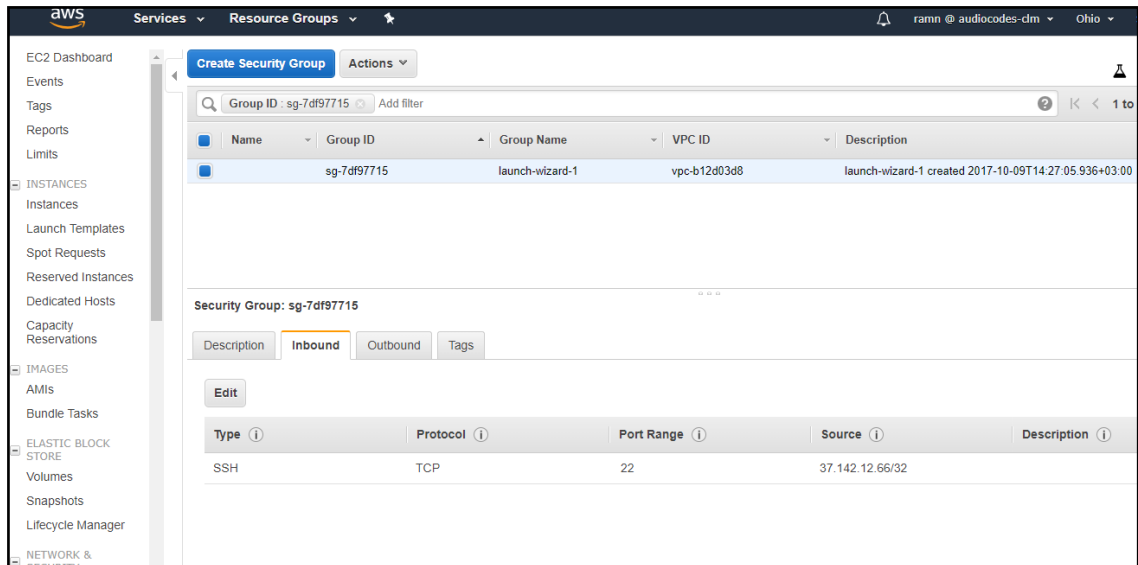 aws Services Resource Groups ramn @ audiocodes-clm Ohio
EC2 Dashboard
Events
Tags
Reports
Limits
INSTANCES
Instances
Launch Templates
Spot Requests
Reserved Instances
Dedicated Hosts
Capacity
Reservations
IMAGES
AMIs
Bundle Tasks
ELASTIC BLOCK
STORE
Volumes
Snapshots
Lifecycle Manager
NETWORK &
Create Security Group Actions
Group ID : sg-7df97715 Add filter 1 to
Name Group ID Group Name VPC ID Description
sg-7df97715 launch-wizard-1 vpc-b12d03d8 launch-wizard-1 created 2017-10-09T14:27:05.936+03:00
Security Group: sg-7df97715
Description Inbound Outbound Tags
Edit
Type Protocol Port Range Source Description
SSH TCP 22 37.142.12.66/32